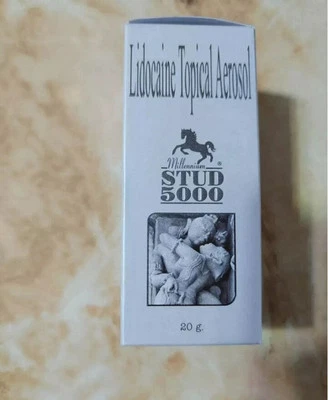 Lidocaine Topical Aerosol
Millennium ®
STUD
5000
20 g.